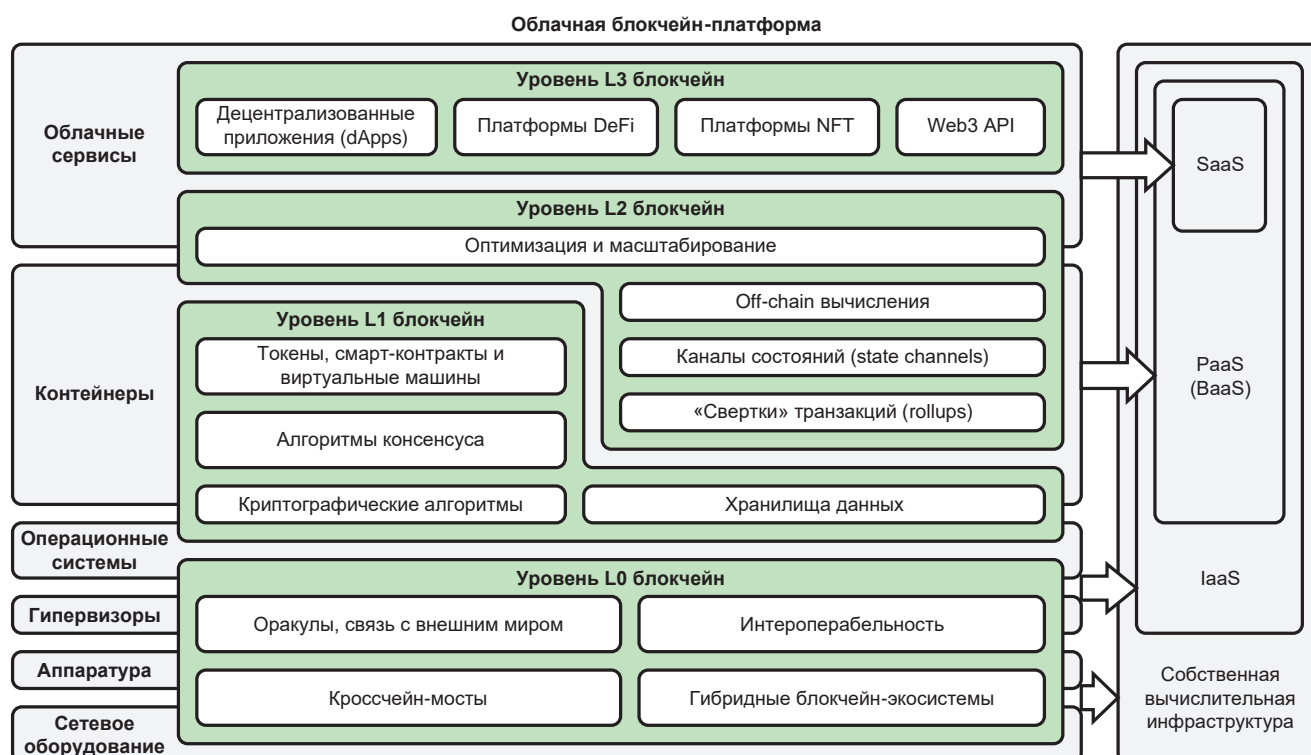 Облачная блокчейн-платформа
Облачные
сервисы
Уровень L3 блокчейн
Децентрализованные
приложения (dApps)
Платформы DeFi
Платформы NFT
Web3 API
SaaS
Уровень L2 блокчейн
Оптимизация и масштабирование
Off-chain вычисления
Каналы состояний (state channels)
«Свертки» транзакций (rollups)
Контейнеры
Уровень L1 блокчейн
Токены, смарт-контракты и
виртуальные машины
Алгоритмы консенсуса
Криптографические алгоритмы
Хранилища данных
PaaS
(BaaS)
Операционные
системы
Гипервизоры
Аппаратура
Сетевое
оборудование
Уровень L0 блокчейн
Оракулы, связь с внешним миром
Интероперабельность
Кроссчейн-мосты
Гибридные блокчейн-экосистемы
IaaS
Собственная
вычислительная
инфраструктура